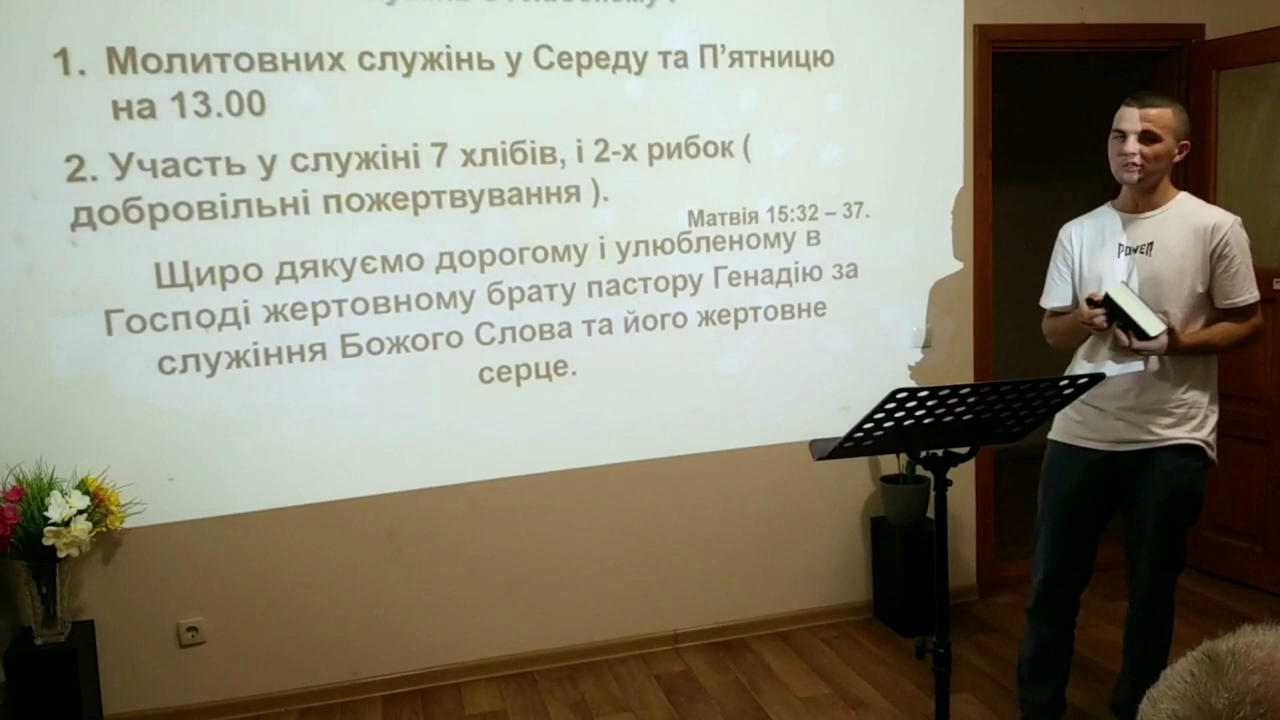 1. Молитовних служінь у Середу та П’ятницю
на 13.00
2. Участь у служіні 7 хлібів, і 2-х рибок (
добровільні пожертвування ).
Матвія 15:32 – 37.
Щиро дякуємо дорогому і улюбленому в
Господі жертовному брату пастору Генадію за
служіння Божого Слова та його жертовне
серце.
POWER